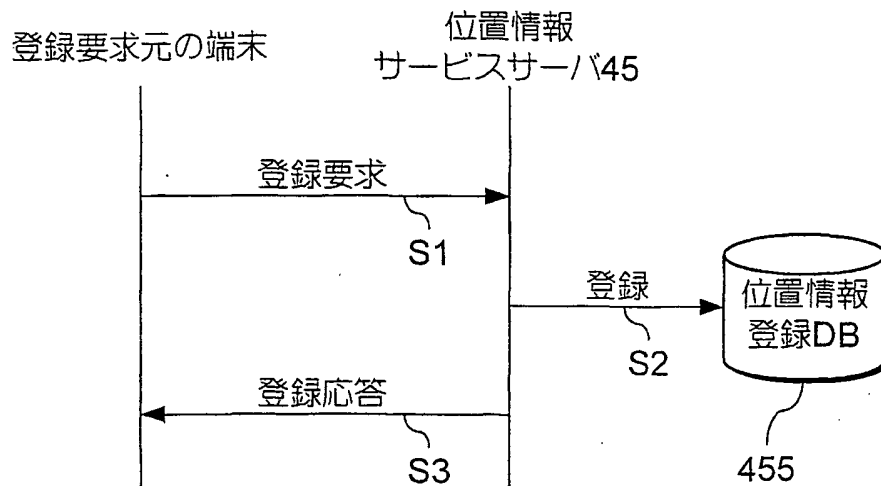 登録要求元の端末
位置情報
サービスサーバ45
登録要求
S1
登録
S2
位置情報
登録DB
登録応答
S3
455